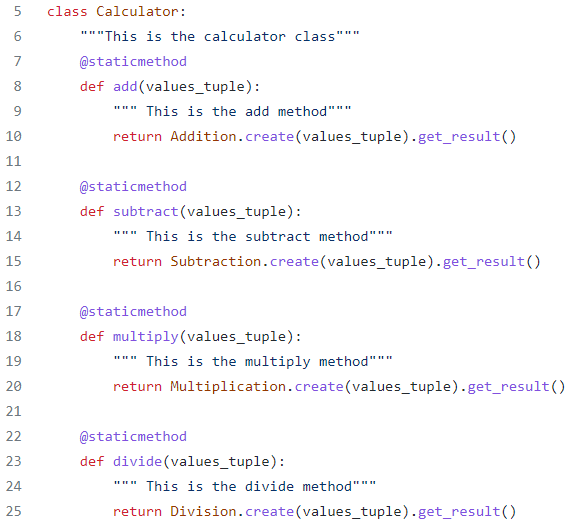 5 class Calculator:
6     """This is the calculator class"""
7     @staticmethod
8     def add(values_tuple):
9         """ This is the add method"""
10         return Addition.create(values_tuple).get_result()
11
12     @staticmethod
13     def subtract(values_tuple):
14         """ This is the subtract method"""
15         return Subtraction.create(values_tuple).get_result()
16
17     @staticmethod
18     def multiply(values_tuple):
19         """ This is the multiply method"""
20         return Multiplication.create(values_tuple).get_result()
21
22     @staticmethod
23     def divide(values_tuple):
24         """ This is the divide method"""
25         return Division.create(values_tuple).get_result()